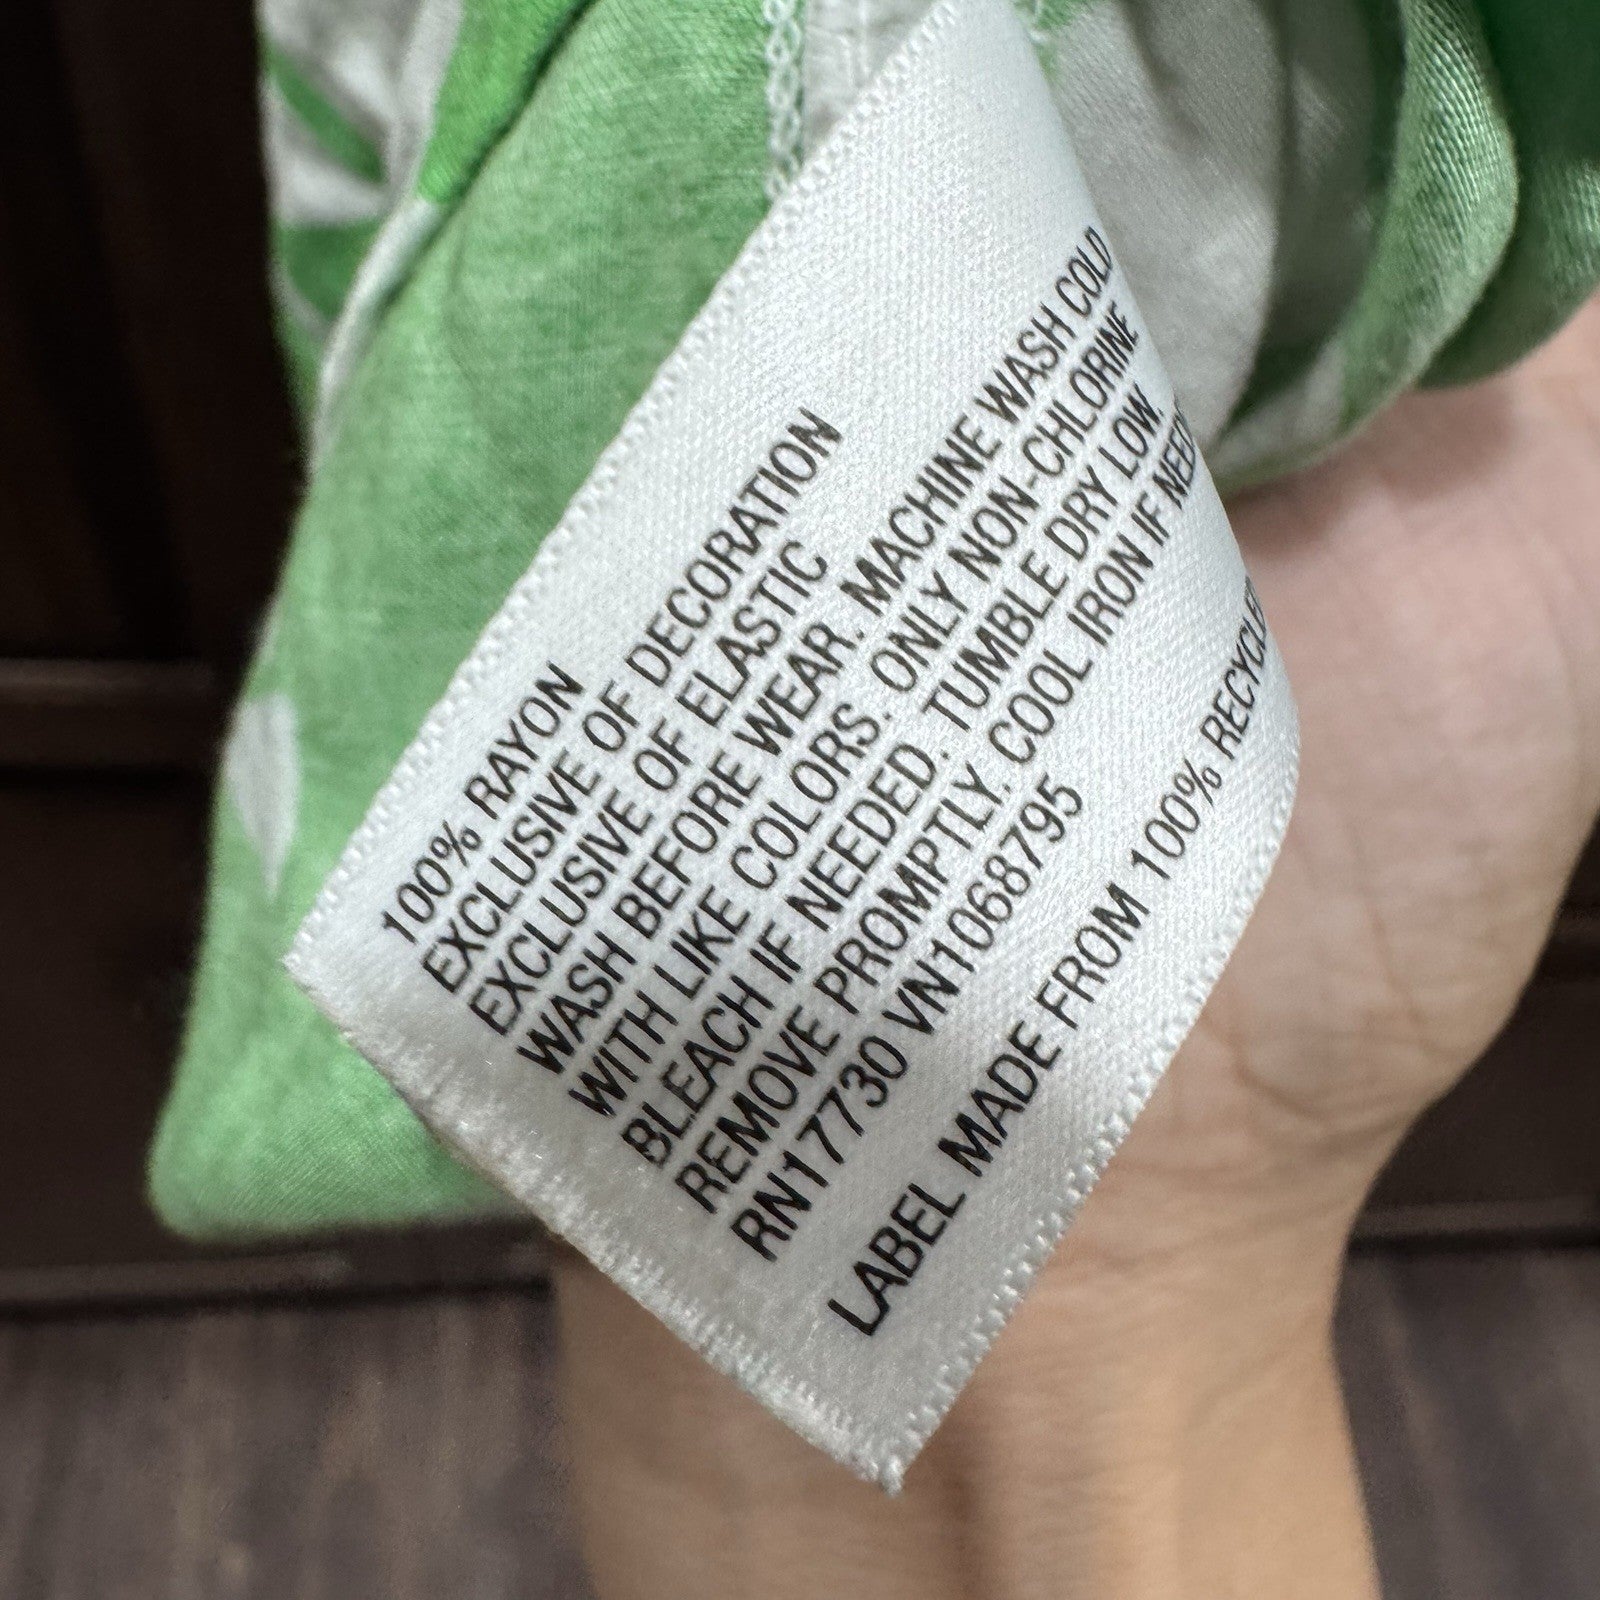 100% RAYON
EXCLUSIVE OF DECORATION
EXCLUSIVE OF ELASTIC
WASH BEFORE WEAR. MACHINE WASH COLD
WITH LIKE COLORS. ONLY NON-CHLORINE
BLEACH IF NEEDED. TUMBLE DRY LOW.
REMOVE PROMPTLY. COOL IRON IF
RN17730 VN1068795
LABEL MADE FROM 100%